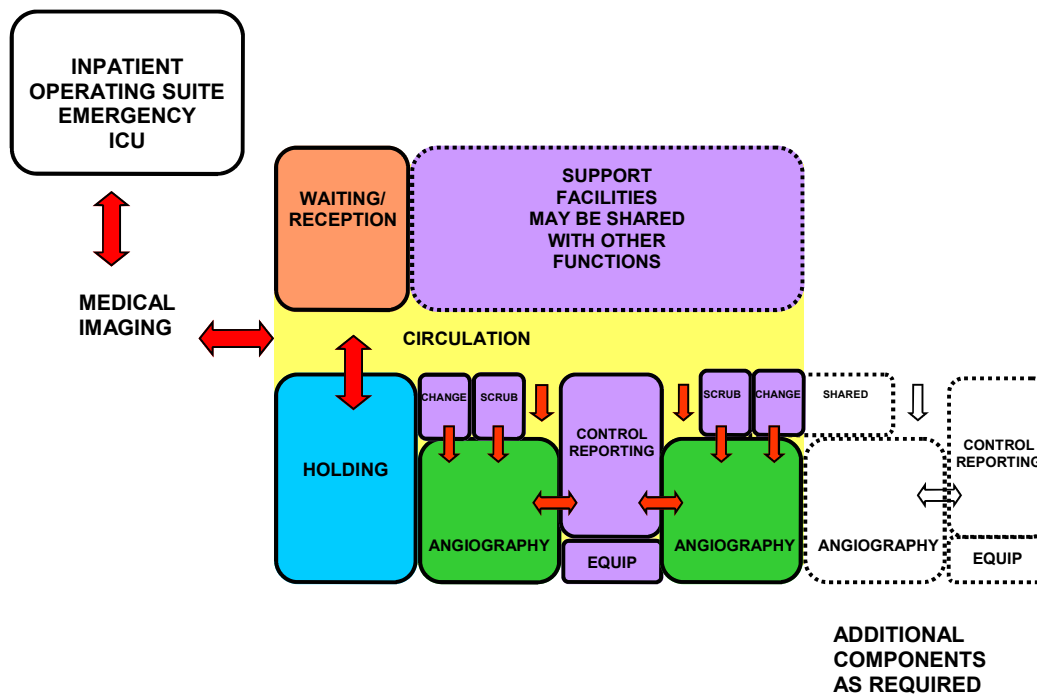 INPATIENT
OPERATING SUITE
EMERGENCY
ICU
WAITING/
RECEPTION
SUPPORT
FACILITIES
MAY BE SHARED
WITH OTHER
FUNCTIONS
MEDICAL
IMAGING
CIRCULATION
CHANGE
SCRUB
SCRUB
CHANGE
SHARED
CONTROL
REPORTING
CONTROL
REPORTING
HOLDING
ANGIOGRAPHY
EQUIP
ANGIOGRAPHY
ANGIOGRAPHY
EQUIP
ADDITIONAL
COMPONENTS
AS REQUIRED